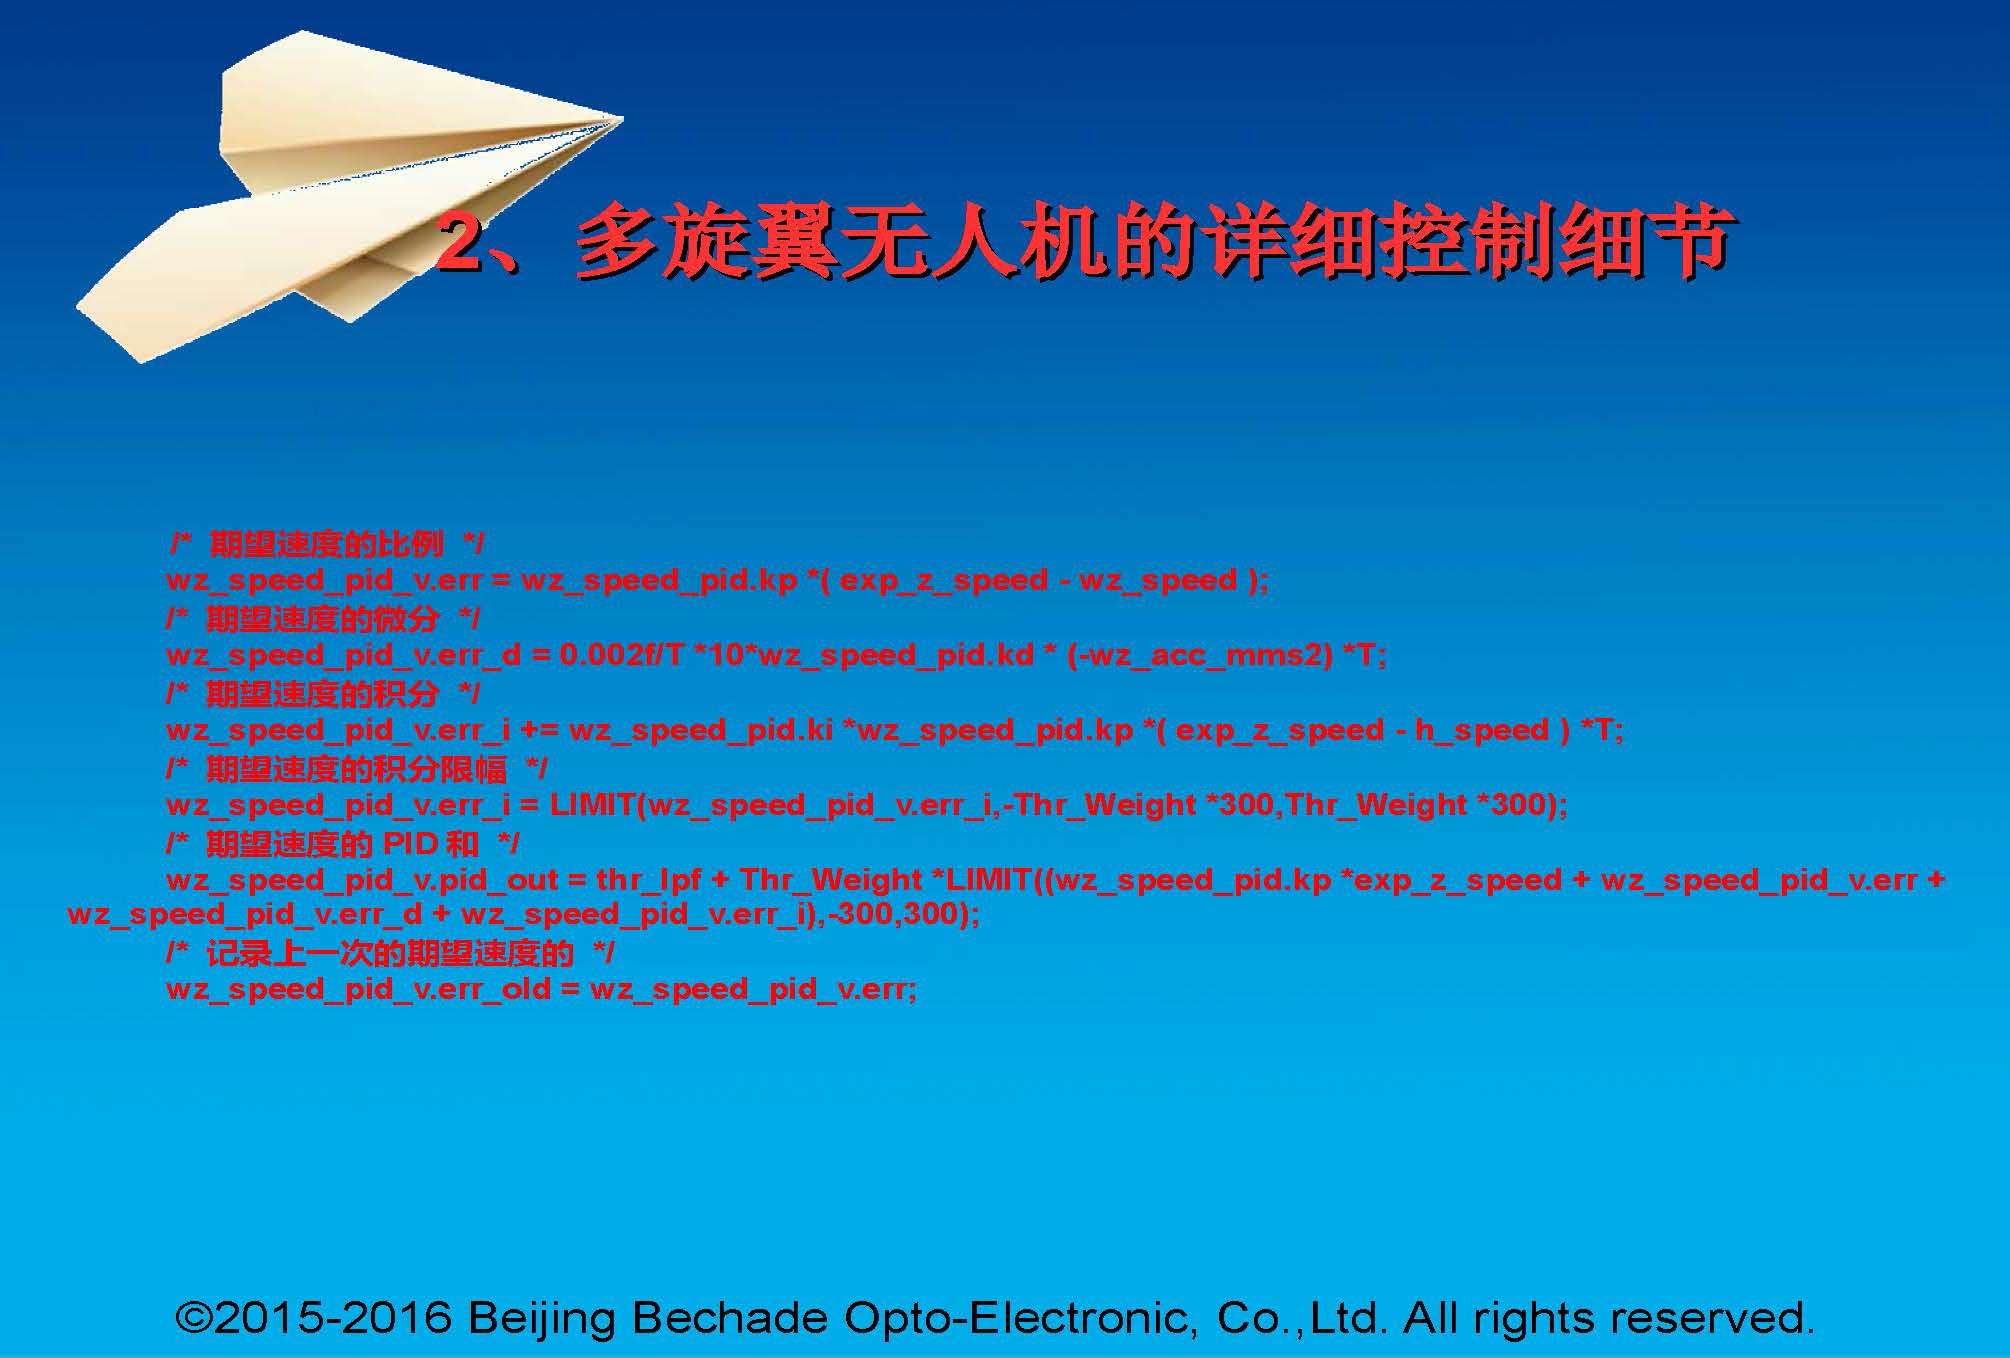 2、多旋翼无人机的详细控制细节
/* 期望速度的比例 */
wz_speed_pid_v.err = wz_speed_pid.kp *( exp_z_speed - wz_speed );
/* 期望速度的微分 */
wz_speed_pid_v.err_d = 0.002f/T *10*wz_speed_pid.kd * (-wz_acc_mms2) *T;
/* 期望速度的积分 */
wz_speed_pid_v.err_i += wz_speed_pid.ki *wz_speed_pid.kp *( exp_z_speed - h_speed ) *T;
/* 期望速度的积分限幅 */
wz_speed_pid_v.err_i = LIMIT(wz_speed_pid_v.err_i,-Thr_Weight *300,Thr_Weight *300);
/* 期望速度的 PID 和 */
wz_speed_pid_v.pid_out = thr_lpf + Thr_Weight *LIMIT((wz_speed_pid.kp *exp_z_speed + wz_speed_pid_v.err +
wz_speed_pid_v.err_d + wz_speed_pid_v.err_i),-300,300);
/* 记录上一次的期望速度的 */
wz_speed_pid_v.err_old = wz_speed_pid_v.err;
©2015-2016 Beijing Bechade Opto-Electronic, Co.,Ltd. All rights reserved.